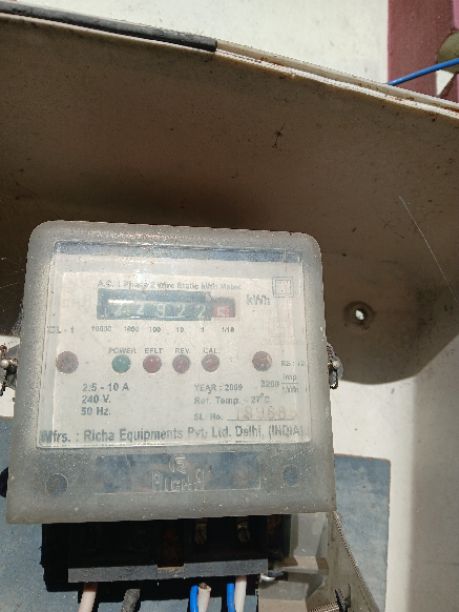 A.C. 1 Phase 2 Wire Static kWh Meter
kWh
CL - 1 10000 1000 100 10 1 1/10
POWER EFLT REV. CAL.
2.5 - 10 A YEAR : 2009 3200 Imp.
240 V. Ref. Temp. - 27°C
50 Hz. SL No.
Mfrs. : Richa Equipments Pvt. Ltd. Delhi, (INDIA)